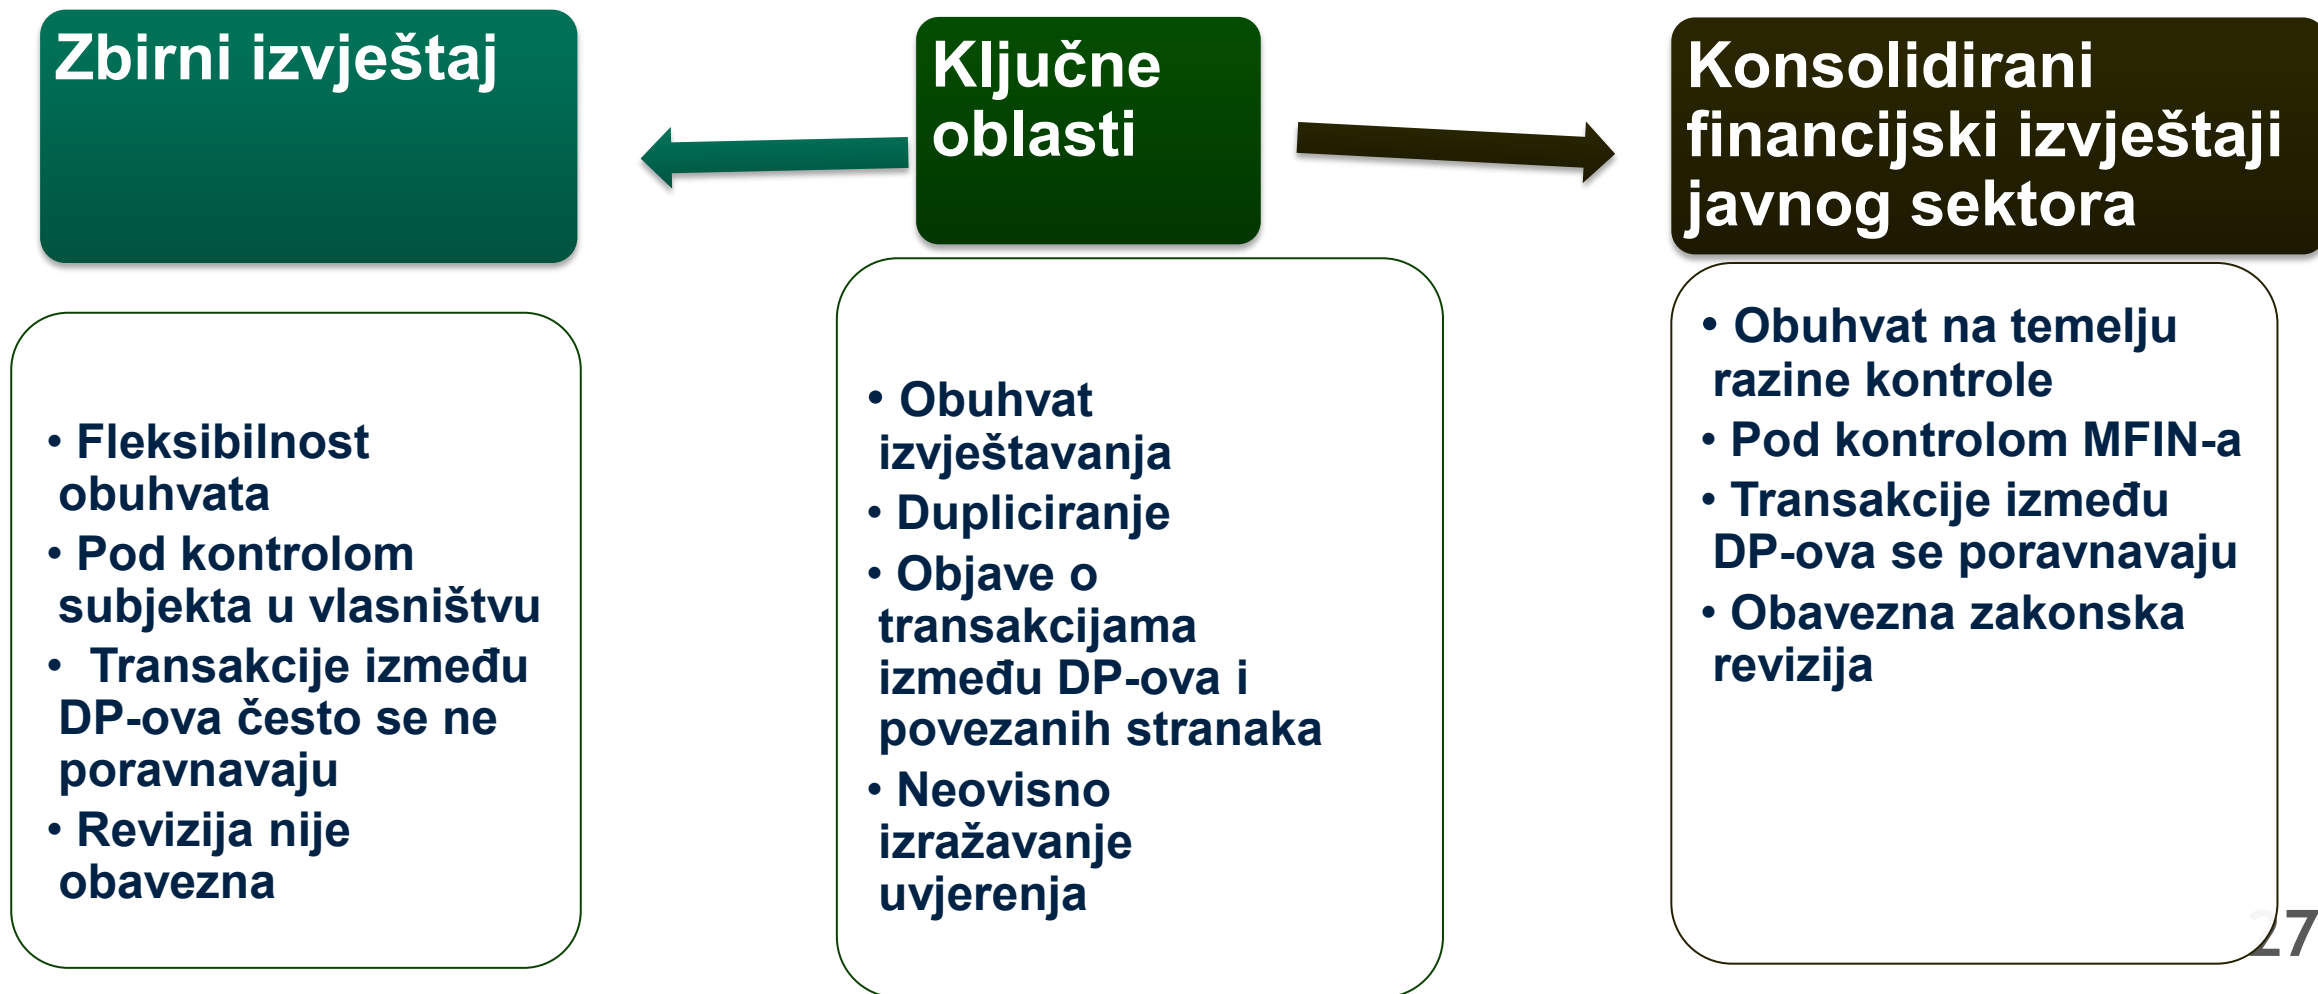 Zbirni izvještaj
• Fleksibilnost
obuhvata
• Pod kontrolom
subjekta u vlasništvu
• Transakcije između
DP-ova često se ne
poravnavaju
• Revizija nije
obavezna
Ključne
oblasti
• Obuhvat
izvještavanja
• Dupliciranje
• Objave o
transakcijama
između DP-ova i
povezanih stranaka
• Neovisno
izražavanje
uvjerenja
Konsolidirani
financijski izvještaji
javnog sektora
• Obuhvat na temelju
razine kontrole
• Pod kontrolom MFIN-a
• Transakcije između
DP-ova se poravnavaju
• Obavezna zakonska
revizija
27